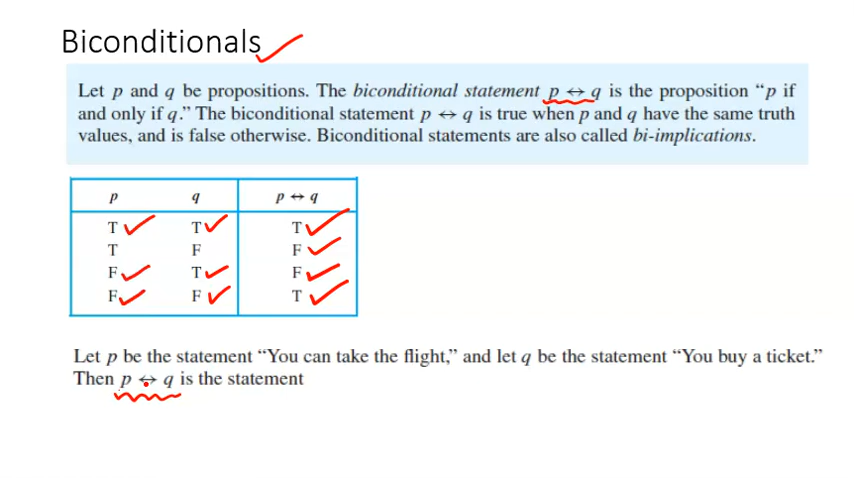 Biconditionals
Let p and q be propositions. The biconditional statement p ↔ q is the proposition “p if
and only if q.” The biconditional statement p ↔ q is true when p and q have the same truth
values, and is false otherwise. Biconditional statements are also called bi-implications.
p q p ↔ q
T T T
T F F
F T F
F F T
Let p be the statement “You can take the flight,” and let q be the statement “You buy a ticket.”
Then p ↔ q is the statement